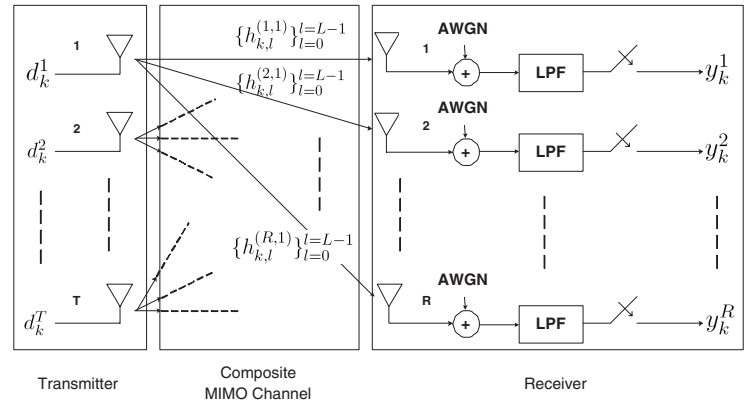 1
d_k^1
{h_{k,l}^{(1,1)}}_{l=0}^{l=L-1}
1
AWGN
+
LPF
y_k^1
{h_{k,l}^{(2,1)}}_{l=0}^{l=L-1}
2
d_k^2
2
AWGN
+
LPF
y_k^2
{h_{k,l}^{(R,1)}}_{l=0}^{l=L-1}
T
d_k^T
R
AWGN
+
LPF
y_k^R
Transmitter
Composite
MIMO Channel
Receiver